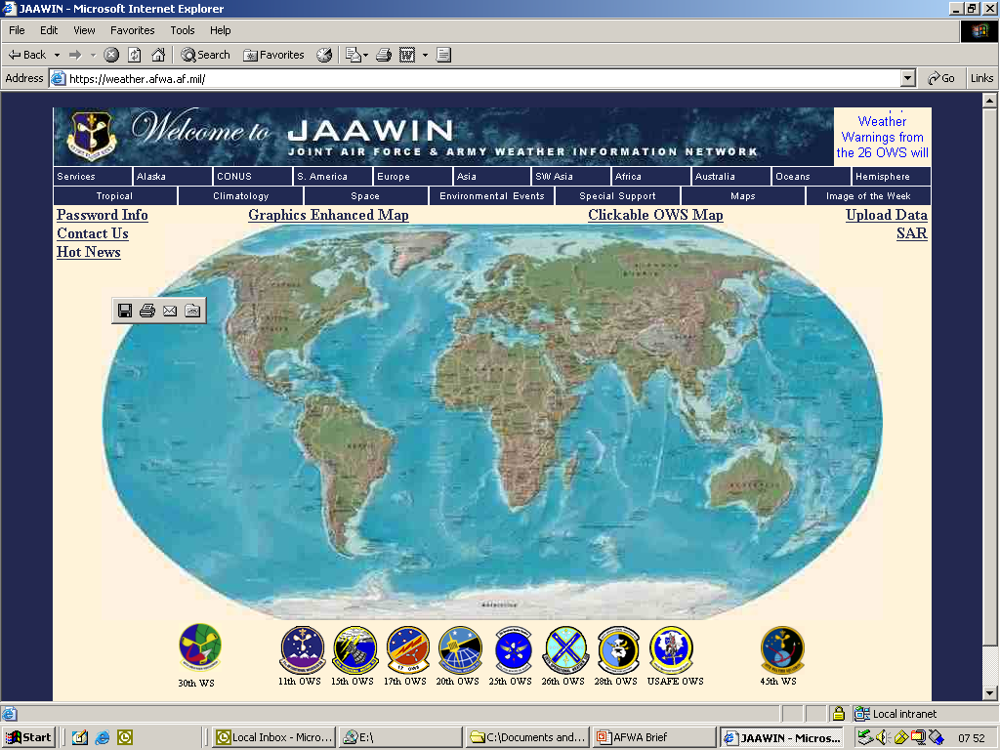 JAAWIN - Microsoft Internet Explorer
File Edit View Favorites Tools Help
Back Search Favorites
Address https://weather.afwa.af.mil/ Go Links
Welcome to JAAWIN
JOINT AIR FORCE & ARMY WEATHER INFORMATION NETWORK
Weather
Warnings from
the 26 OWS will
Services Alaska CONUS S. America Europe Asia SW Asia Africa Australia Oceans Hemisphere
Tropical Climatology Space Environmental Events Special Support Maps Image of the Week
Password Info Graphics Enhanced Map Clickable OWS Map Upload Data
Contact Us SAR
Hot News
30th WS 11th OWS 15th OWS 17th OWS 20th OWS 25th OWS 26th OWS 28th OWS USAFE OWS 45th WS
Local intranet
Start Local Inbox - Micro... E:\ C:\Documents and... AFWA Brief JAAWIN - Micros... 07 52